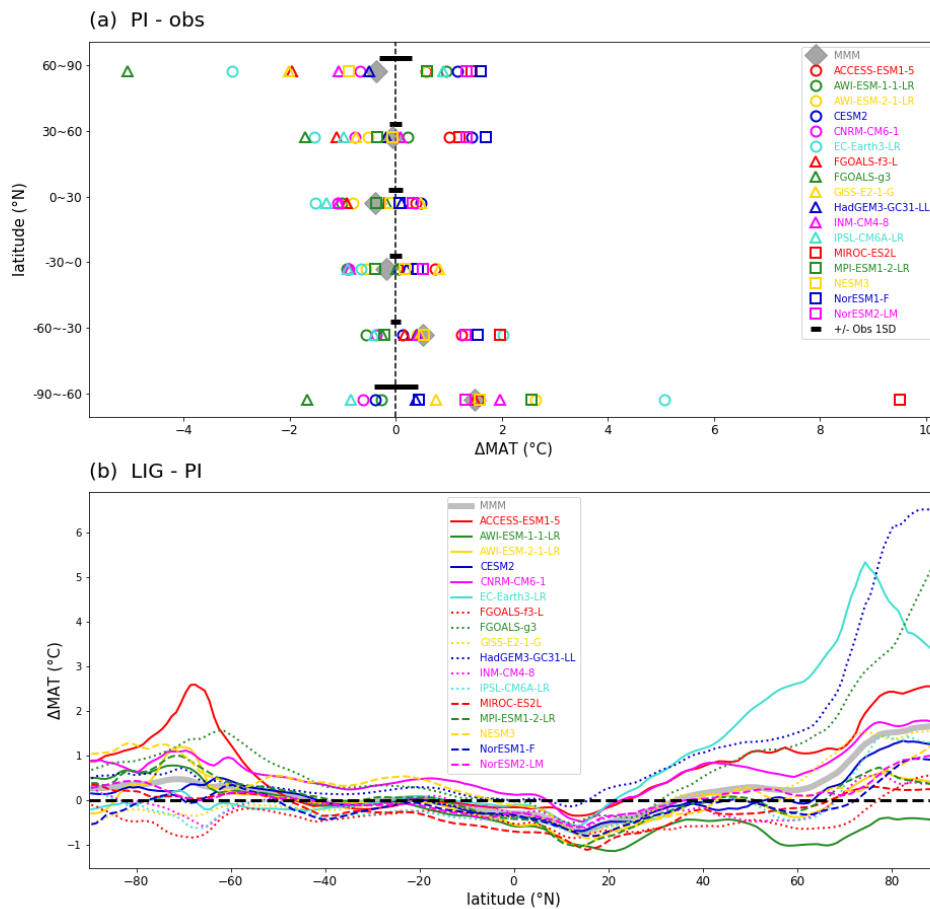 (a) PI - obs
latitude (°N)
60~90
30~60
0~30
-30~0
-60~-30
-90~-60
MMM
ACCESS-ESM1-5
AWI-ESM-1-1-LR
AWI-ESM-2-1-LR
CESM2
CNRM-CM6-1
EC-Earth3-LR
FGOALS-f3-L
FGOALS-g3
GISS-E2-1-G
HadGEM3-GC31-LL
INM-CM4-8
IPSL-CM6A-LR
MIROC-ES2L
MPI-ESM1-2-LR
NESM3
NorESM1-F
NorESM2-LM
+/- Obs 1SD
−4 −2 0 2 4 6 8 10
ΔMAT (°C)
(b) LIG - PI
ΔMAT (°C)
6
5
4
3
2
1
0
−1
MMM
ACCESS-ESM1-5
AWI-ESM-1-1-LR
AWI-ESM-2-1-LR
CESM2
CNRM-CM6-1
EC-Earth3-LR
FGOALS-f3-L
FGOALS-g3
GISS-E2-1-G
HadGEM3-GC31-LL
INM-CM4-8
IPSL-CM6A-LR
MIROC-ES2L
MPI-ESM1-2-LR
NESM3
NorESM1-F
NorESM2-LM
−80 −60 −40 −20 0 20 40 60 80
latitude (°N)